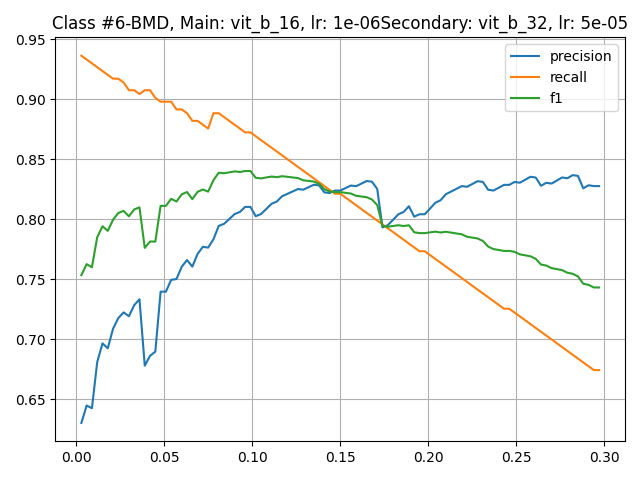 Class #6-BMD, Main: vit_b_16, lr: 1e-06Secondary: vit_b_32, lr: 5e-05
0.95
0.90
0.85
0.80
0.75
0.70
0.65
precision
recall
f1
0.00 0.05 0.10 0.15 0.20 0.25 0.30